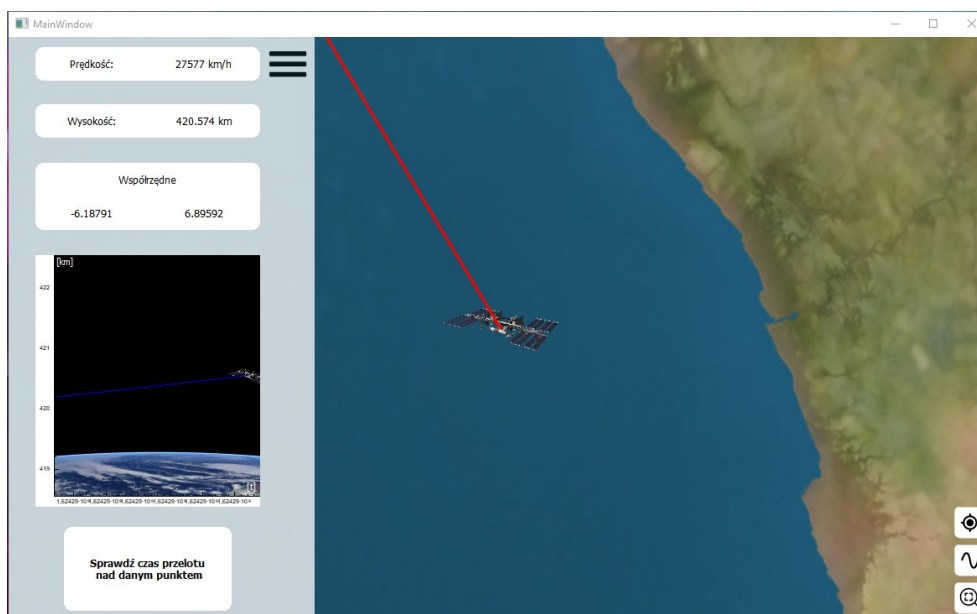 MainWindow
Prędkość: 27577 km/h
Wysokość: 420.574 km
Współrzędne
-6.18791 6.89592
[km]
422
421
420
419
Sprawdź czas przelotu
nad danym punktem